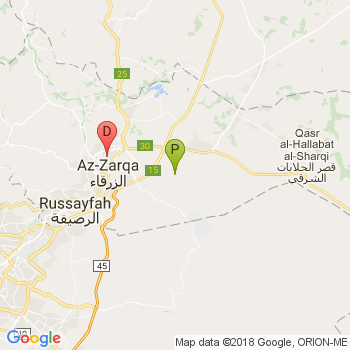 25
D
30
P
15
Az-Zarqa
الزرقاء
Qasr
al-Hallabat
al-Sharqi
قصر الحلابات
الشرقي
Russayfah
الرصيفة
45
Map data ©2018 Google, ORION-ME